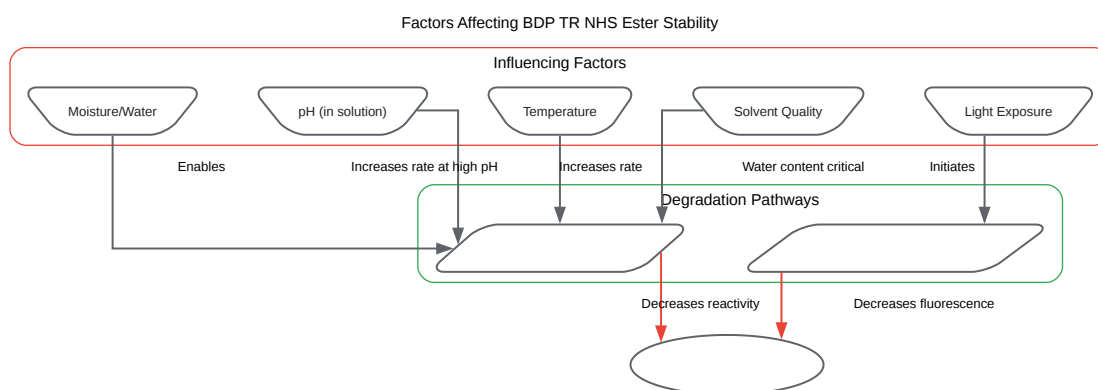 Factors Affecting BDP TR NHS Ester Stability
Influencing Factors
Moisture/Water
pH (in solution)
Temperature
Solvent Quality
Light Exposure
Enables
Increases rate at high pH
Increases rate
Water content critical
Initiates
Degradation Pathways
Decreases reactivity
Decreases fluorescence